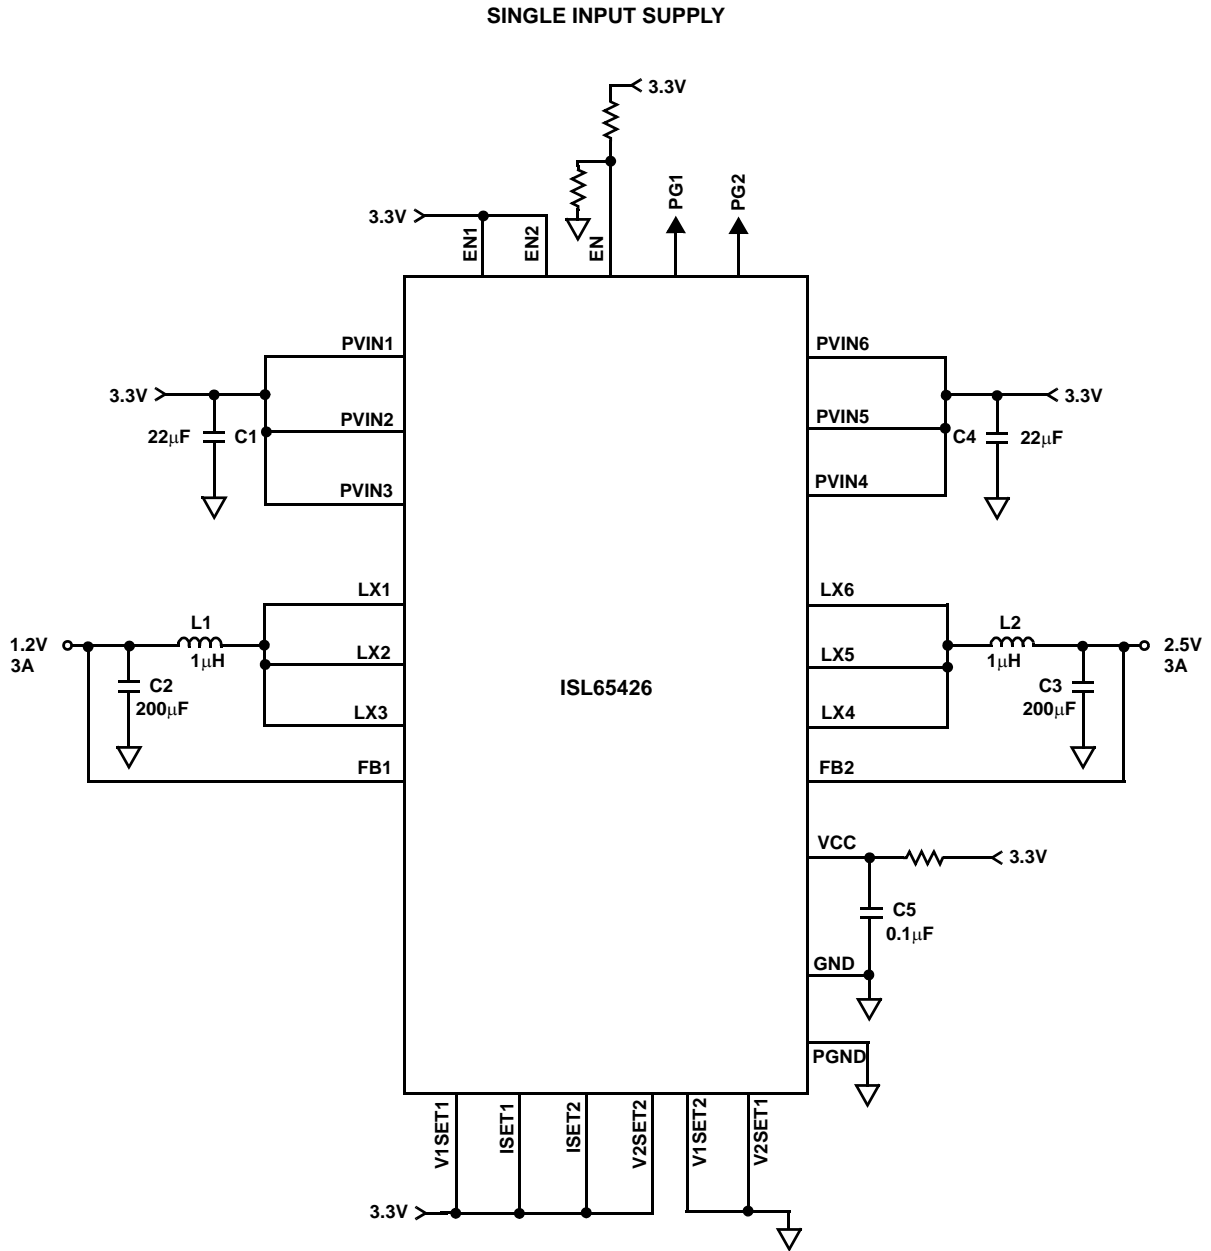 SINGLE INPUT SUPPLY
3.3V
PG1
PG2
3.3V
EN1
EN2
EN
PVIN1
PVIN6
3.3V
3.3V
PVIN2
PVIN5
22μF
C1
C4
22μF
PVIN3
PVIN4
LX1
LX6
L1
L2
1.2V
3A
1μH
LX2
LX5
1μH
2.5V
3A
ISL65426
C2
200μF
C3
200μF
LX3
LX4
FB1
FB2
VCC
3.3V
C5
0.1μF
GND
PGND
V1SET1
ISET1
ISET2
V2SET2
V1SET2
V2SET1
3.3V